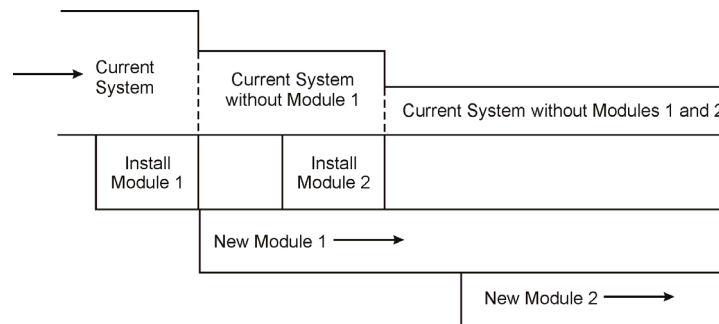 Current
System
Current System
without Module 1
Current System without Modules 1 and 2
Install
Module 1
Install
Module 2
New Module 1
New Module 2